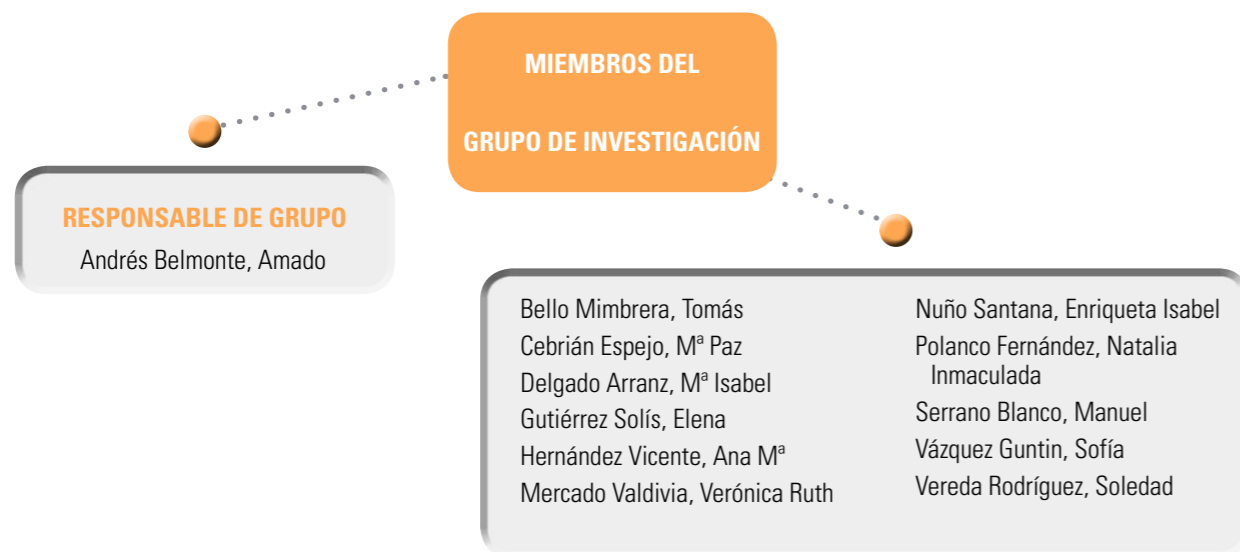 MIEMBROS DEL
GRUPO DE INVESTIGACIÓN
RESPONSABLE DE GRUPO
Andrés Belmonte, Amado
Bello Mimbrera, Tomás
Cebrián Espejo, Mª Paz
Delgado Arranz, Mª Isabel
Gutiérrez Solís, Elena
Hernández Vicente, Ana Mª
Mercado Valdivia, Verónica Ruth
Nuño Santana, Enriqueta Isabel
Polanco Fernández, Natalia
Inmaculada
Serrano Blanco, Manuel
Vázquez Guntin, Sofía
Vereda Rodríguez, Soledad